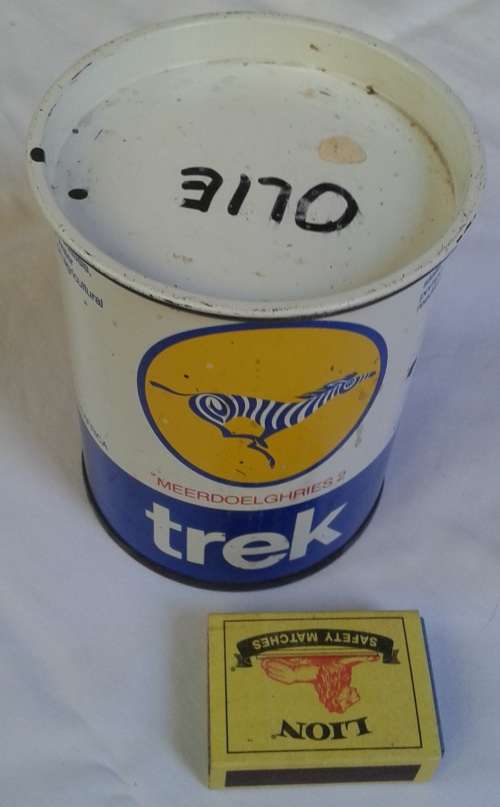 OLIE
MEERDOELGHRIES 2
trek
SAFETY MATCHES
LION